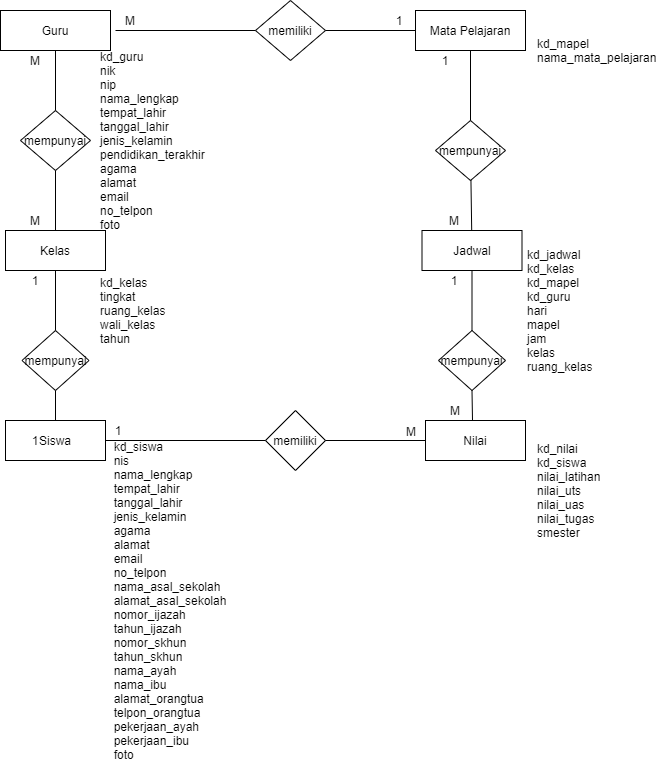 Guru
M
memiliki
1
Mata Pelajaran
kd_mapel
nama_mata_pelajaran
M
kd_guru
nik
nip
nama_lengkap
tempat_lahir
tanggal_lahir
jenis_kelamin
pendidikan_terakhir
agama
alamat
email
no_telpon
foto
mempunyai
M
1
mempunyai
M
Kelas
1
kd_kelas
tingkat
ruang_kelas
wali_kelas
tahun
Jadwal
1
kd_jadwal
kd_kelas
kd_mapel
kd_guru
hari
mapel
jam
kelas
ruang_kelas
mempunyai
mempunyai
M
1Siswa
1
memiliki
M
Nilai
kd_siswa
nis
nama_lengkap
tempat_lahir
tanggal_lahir
jenis_kelamin
agama
alamat
email
no_telpon
nama_asal_sekolah
alamat_asal_sekolah
nomor_ijazah
tahun_ijazah
nomor_skhun
tahun_skhun
nama_ayah
nama_ibu
alamat_orangtua
telpon_orangtua
pekerjaan_ayah
pekerjaan_ibu
foto
kd_nilai
kd_siswa
nilai_latihan
nilai_uts
nilai_uas
nilai_tugas
smester